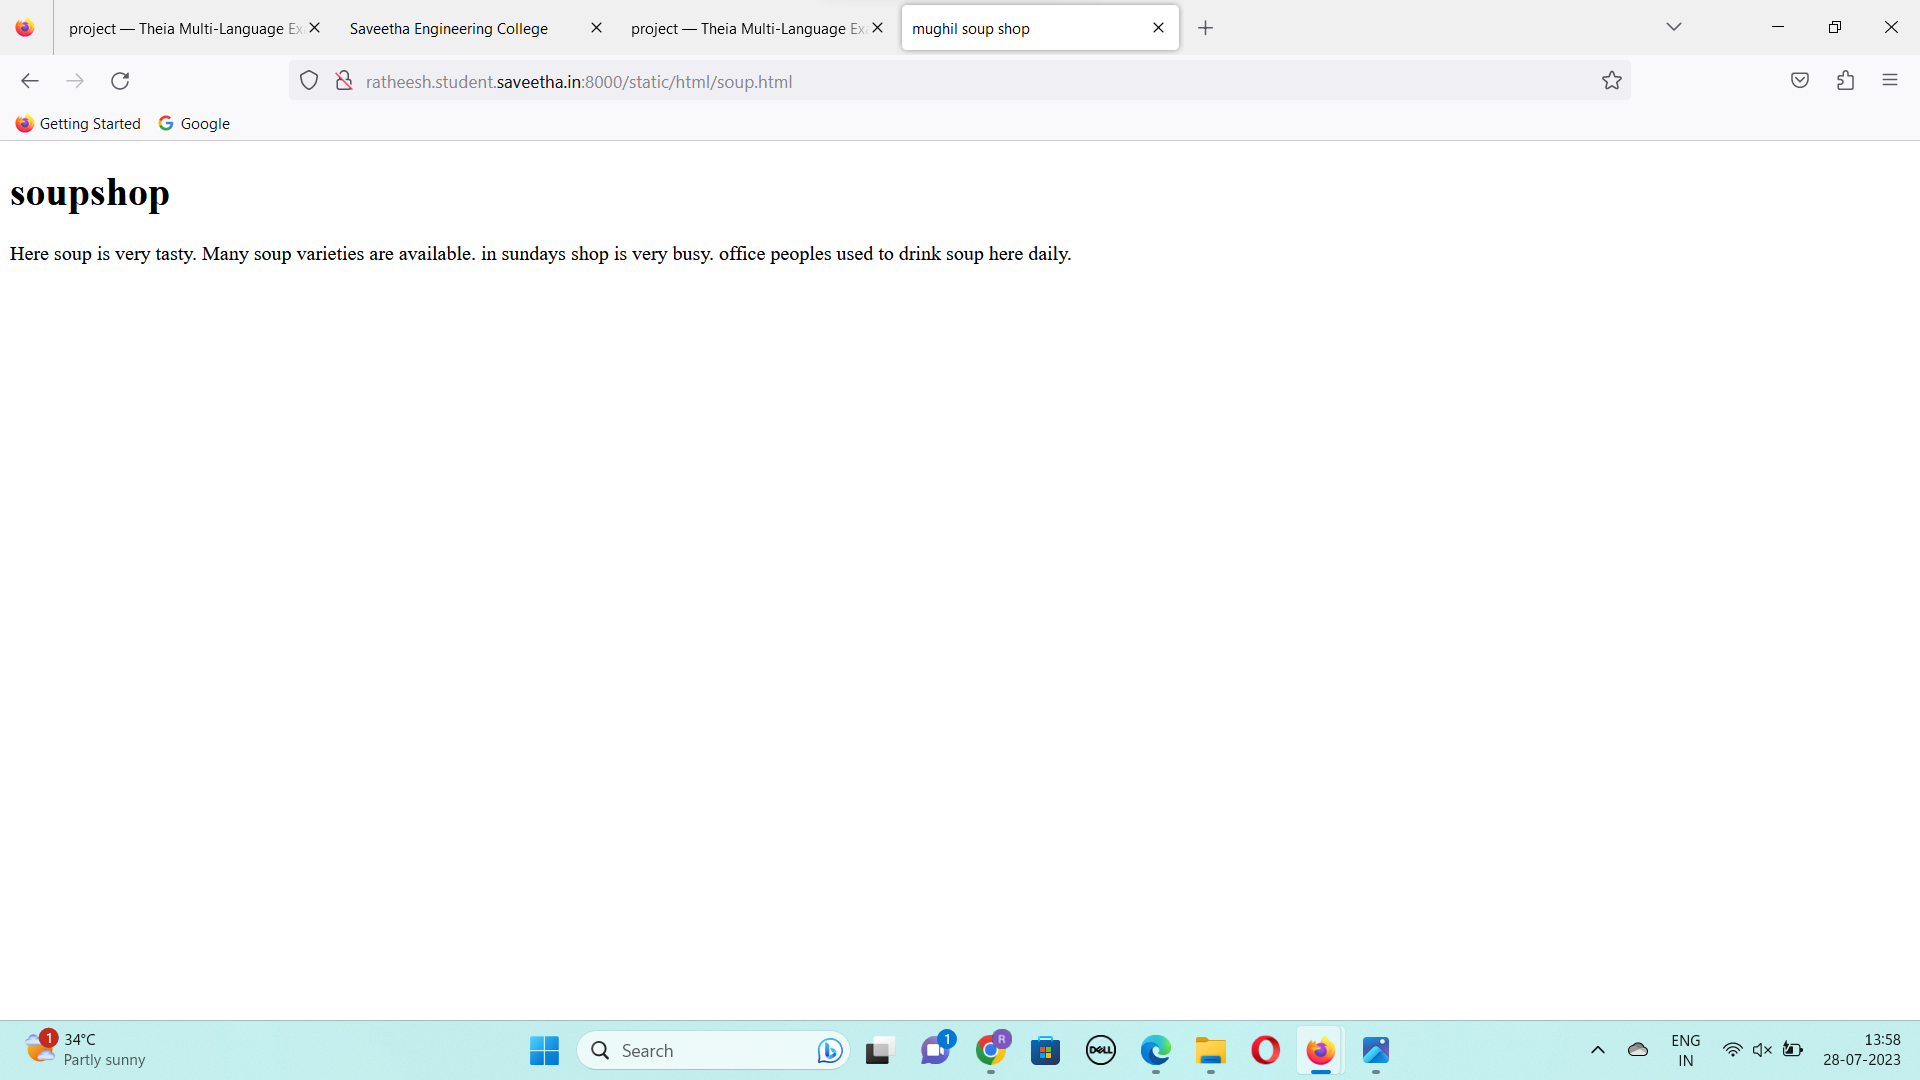 project — Theia Multi-Language Ex
Saveetha Engineering College
project — Theia Multi-Language Ex
mughil soup shop
ratheesh.student.saveetha.in:8000/static/html/soup.html
Getting Started
Google
soupshop
Here soup is very tasty. Many soup varieties are available. in sundays shop is very busy. office peoples used to drink soup here daily.
1
34°C
Partly sunny
Search
1
R
DELL
ENG
IN
13:58
28-07-2023